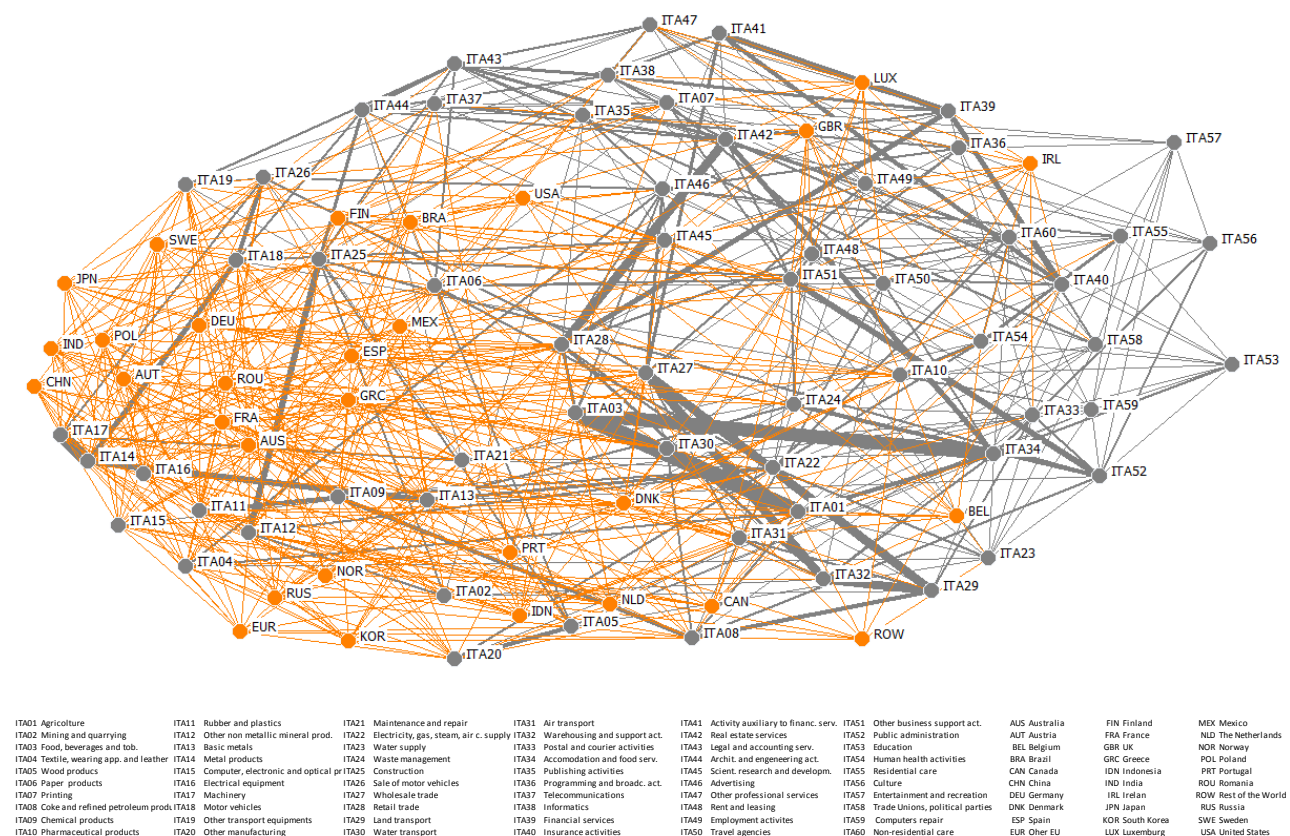 ITA47
ITA41
ITA43
ITA38
LUX
ITA44
ITA37
ITA35
ITA07
ITA39
GBR
ITA42
ITA36
ITA57
IRL
ITA19
ITA26
ITA46
ITA49
USA
FIN
BRA
SWE
ITA45
ITA60
ITA55
ITA56
ITA18
ITA25
ITA48
JPN
ITA06
ITA51
ITA50
ITA40
DEU
MEX
POL
IND
ESP
ITA28
ITA54
ITA58
ITA53
CHN
AUT
ROU
ITA27
ITA10
GRC
ITA03
ITA24
ITA33
ITA59
FRA
ITA17
AUS
ITA30
ITA34
ITA14
ITA16
ITA21
ITA22
ITA52
ITA09
ITA13
DNK
ITA11
ITA01
BEL
ITA15
ITA12
ITA31
ITA04
PRT
ITA23
NOR
ITA32
ITA29
RUS
ITA02
IDN
NLD
CAN
EUR
KOR
ITA05
ITA08
ROW
ITA20
ITA01 Agriculture
ITA02 Mining and quarrying
ITA03 Food, beverages and tob.
ITA04 Textile, wearing app. and leather
ITA05 Wood products
ITA06 Paper products
ITA07 Printing
ITA08 Coke and refined petroleum produ
ITA09 Chemical products
ITA10 Pharmaceutical products
ITA11 Rubber and plastics
ITA12 Other non metallic mineral prod.
ITA13 Basic metals
ITA14 Metal products
ITA15 Computer, electronic and optical pr
ITA16 Electrical equipment
ITA17 Machinery
ITA18 Motor vehicles
ITA19 Other transport equipments
ITA20 Other manufacturing
ITA21 Maintenance and repair
ITA22 Electricity, gas, steam, air c. supply
ITA23 Water supply
ITA24 Waste management
ITA25 Construction
ITA26 Sale of motor vehicles
ITA27 Wholesale trade
ITA28 Retail trade
ITA29 Land transport
ITA30 Water transport
ITA31 Air transport
ITA32 Warehousing and support act.
ITA33 Postal and courier activities
ITA34 Accomodation and food serv.
ITA35 Publishing activities
ITA36 Programming and broadc. act.
ITA37 Telecommunications
ITA38 Informatics
ITA39 Financial services
ITA40 Insurance activities
ITA41 Activity auxiliary to financ. serv.
ITA42 Real estate services
ITA43 Legal and accounting serv.
ITA44 Archit. and engeneering act.
ITA45 Scient. research and developm.
ITA46 Advertising
ITA47 Other professional services
ITA48 Rent and leasing
ITA49 Employment activities
ITA50 Travel agencies
ITA51 Other business support act.
ITA52 Public administration
ITA53 Education
ITA54 Human health activities
ITA55 Residential care
ITA56 Culture
ITA57 Entertainment and recreation
ITA58 Trade Unions, political parties
ITA59 Computers repair
ITA60 Non-residential care
AUS Australia
AUT Austria
BEL Belgium
BRA Brazil
CAN Canada
CHN China
DEU Germany
DNK Denmark
ESP Spain
EUR Oher EU
FIN Finland
FRA France
GBR UK
GRC Greece
IDN Indonesia
IND India
IRL Irelan
JPN Japan
KOR South Korea
LUX Luxemburg
MEX Mexico
NLD The Netherlands
NOR Norway
POL Poland
PRT Portugal
ROU Romania
ROW Rest of the World
RUS Russia
SWE Sweden
USA United States